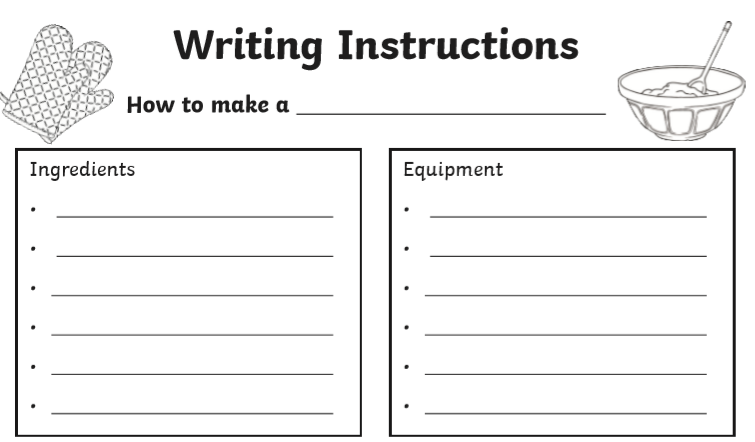 Writing Instructions
How to make a
Ingredients
Equipment